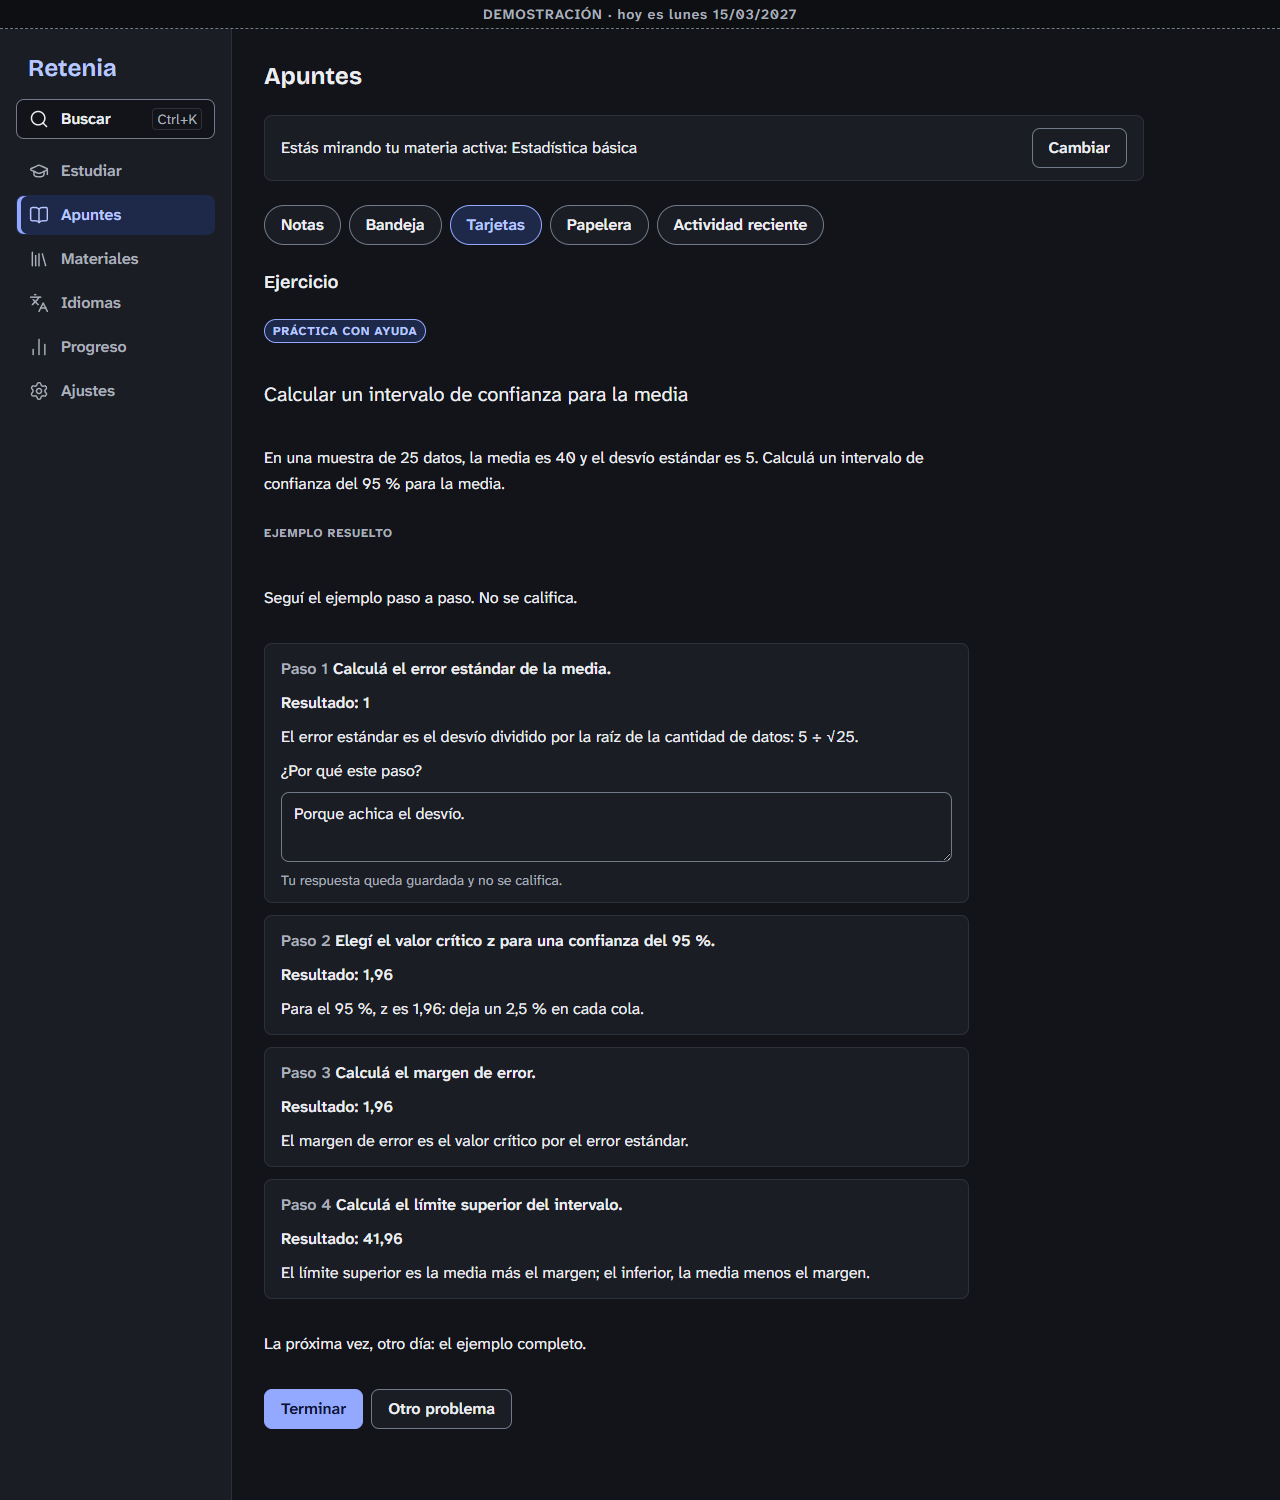 DEMOSTRACIÓN · hoy es lunes 15/03/2027
Retenia
Buscar Ctrl+K
Estudiar
Apuntes
Materiales
Idiomas
Progreso
Ajustes
Apuntes
Estás mirando tu materia activa: Estadística básica
Cambiar
Notas Bandeja Tarjetas Papelera Actividad reciente
Ejercicio
PRÁCTICA CON AYUDA
Calcular un intervalo de confianza para la media
En una muestra de 25 datos, la media es 40 y el desvío estándar es 5. Calculá un intervalo de
confianza del 95 % para la media.
EJEMPLO RESUELTO
Seguí el ejemplo paso a paso. No se califica.
Paso 1 Calculá el error estándar de la media.
Resultado: 1
El error estándar es el desvío dividido por la raíz de la cantidad de datos: 5 ÷ √25.
¿Por qué este paso?
Porque achica el desvío.
Tu respuesta queda guardada y no se califica.
Paso 2 Elegí el valor crítico z para una confianza del 95 %.
Resultado: 1,96
Para el 95 %, z es 1,96: deja un 2,5 % en cada cola.
Paso 3 Calculá el margen de error.
Resultado: 1,96
El margen de error es el valor crítico por el error estándar.
Paso 4 Calculá el límite superior del intervalo.
Resultado: 41,96
El límite superior es la media más el margen; el inferior, la media menos el margen.
La próxima vez, otro día: el ejemplo completo.
Terminar Otro problema